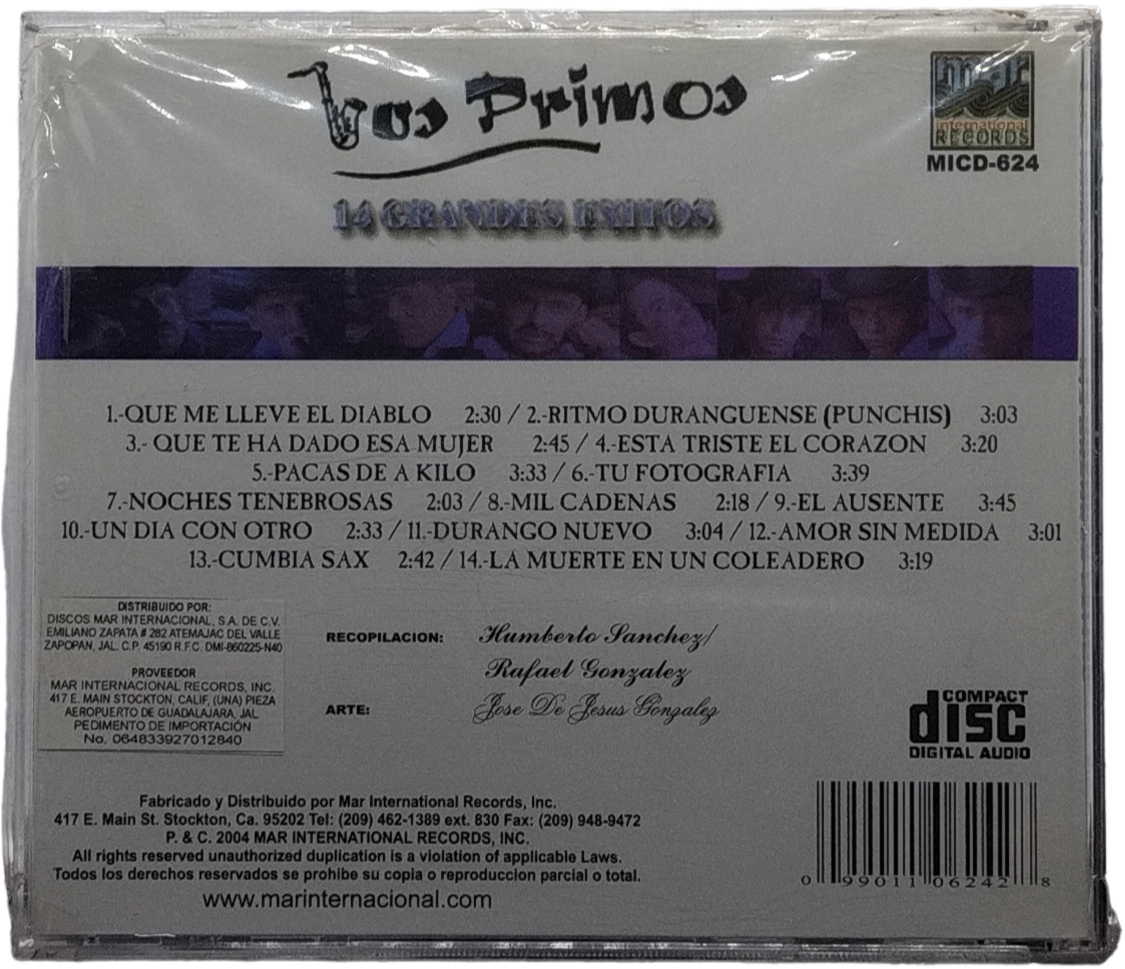 Los Primos
14 GRANDES EXITOS
mar
international
RECORDS
MICD-624
1.-QUE ME LLEVE EL DIABLO 2:30 / 2.-RITMO DURANGUENSE (PUNCHIS) 3:03
3.- QUE TE HA DADO ESA MUJER 2:45 / 4.-ESTA TRISTE EL CORAZON 3:20
5.-PACAS DE A KILO 3:33 / 6.-TU FOTOGRAFIA 3:39
7.-NOCHES TENEBROSAS 2:03 / 8.-MIL CADENAS 2:18 / 9.-EL AUSENTE 3:45
10.-UN DIA CON OTRO 2:33 / 11.-DURANGO NUEVO 3:04 / 12.-AMOR SIN MEDIDA 3:01
13.-CUMBIA SAX 2:42 / 14.-LA MUERTE EN UN COLEADERO 3:19
DISTRIBUIDO POR:
DISCOS MAR INTERNACIONAL, S.A. DE C.V.
EMILIANO ZAPATA # 282 ATEMAJAC DEL VALLE
ZAPOPAN, JAL. C.P. 45190 R.F.C. DMI-860225-N40
PROVEEDOR
MAR INTERNACIONAL RECORDS, INC.
417 E. MAIN STOCKTON, CALIF, (UNA) PIEZA
AEROPUERTO DE GUADALAJARA, JAL.
PEDIMENTO DE IMPORTACIÓN
No. 064833927012840
RECOPILACION: Humberto Sanchez/
Rafael Gonzalez
ARTE: Jose De Jesus Gonzalez
COMPACT
disc
DIGITAL AUDIO
Fabricado y Distribuido por Mar International Records, Inc.
417 E. Main St. Stockton, Ca. 95202 Tel: (209) 462-1389 ext. 830 Fax: (209) 948-9472
P. & C. 2004 MAR INTERNATIONAL RECORDS, INC.
All rights reserved unauthorized duplication is a violation of applicable Laws.
Todos los derechos reservados se prohibe su copia o reproduccion parcial o total.
www.marinternacional.com
0 99011 06242 8